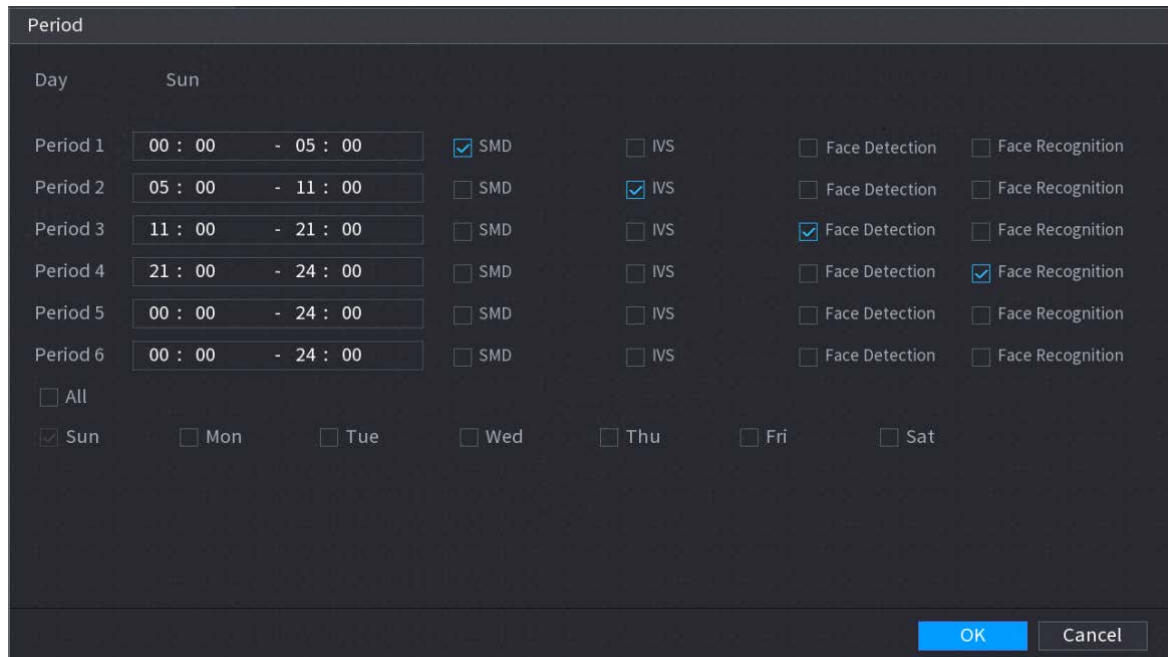 Period
Day Sun
Period 1 00 : 00 - 05 : 00 SMD IVS Face Detection Face Recognition
Period 2 05 : 00 - 11 : 00 SMD IVS Face Detection Face Recognition
Period 3 11 : 00 - 21 : 00 SMD IVS Face Detection Face Recognition
Period 4 21 : 00 - 24 : 00 SMD IVS Face Detection Face Recognition
Period 5 00 : 00 - 24 : 00 SMD IVS Face Detection Face Recognition
Period 6 00 : 00 - 24 : 00 SMD IVS Face Detection Face Recognition
All
Sun Mon Tue Wed Thu Fri Sat
OK Cancel